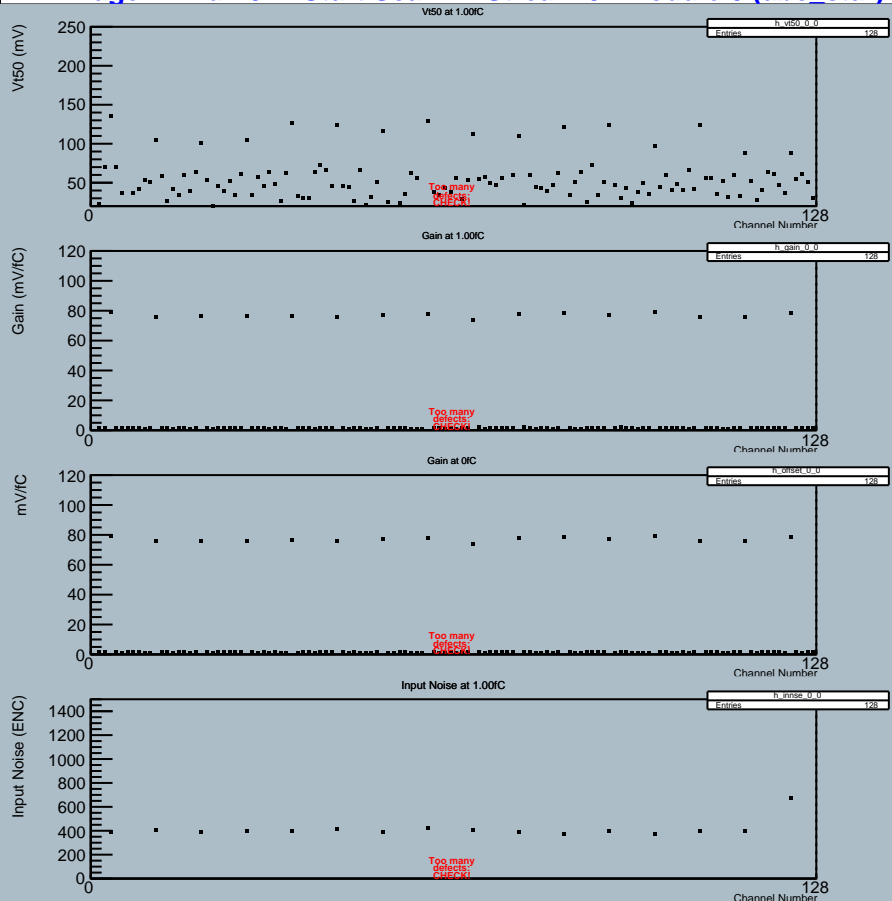 Vt50 at 1.00fC
h_vt50_0_0
Entries 128
Vt50 (mV)
250
200
150
100
50
Too many
defects:
CHECK!
0
128
Channel Number
Gain at 1.00fC
h_gain_0_0
Entries 128
Gain (mV/fC)
120
100
80
60
40
20
0
Too many
defects:
CHECK!
0
128
Channel Number
Gain at 0fC
h_offset_0_0
Entries 128
mV/fC
120
100
80
60
40
20
0
Too many
defects:
CHECK!
0
128
Channel Number
Input Noise at 1.00fC
h_innse_0_0
Entries 128
Input Noise (ENC)
1400
1200
1000
800
600
400
200
0
Too many
defects:
CHECK!
0
128
Channel Number